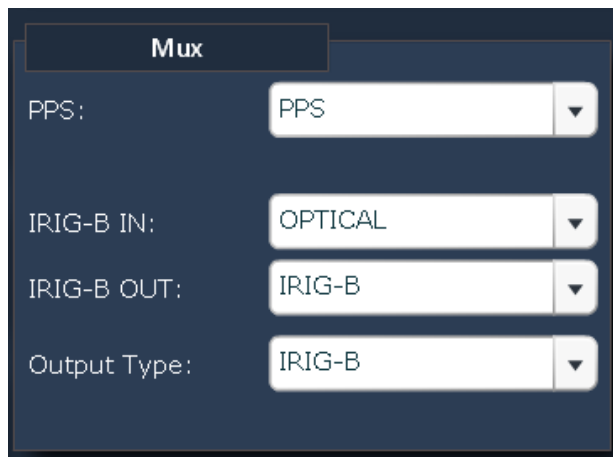 Mux
PPS: PPS
IRIG-B IN: OPTICAL
IRIG-B OUT: IRIG-B
Output Type: IRIG-B